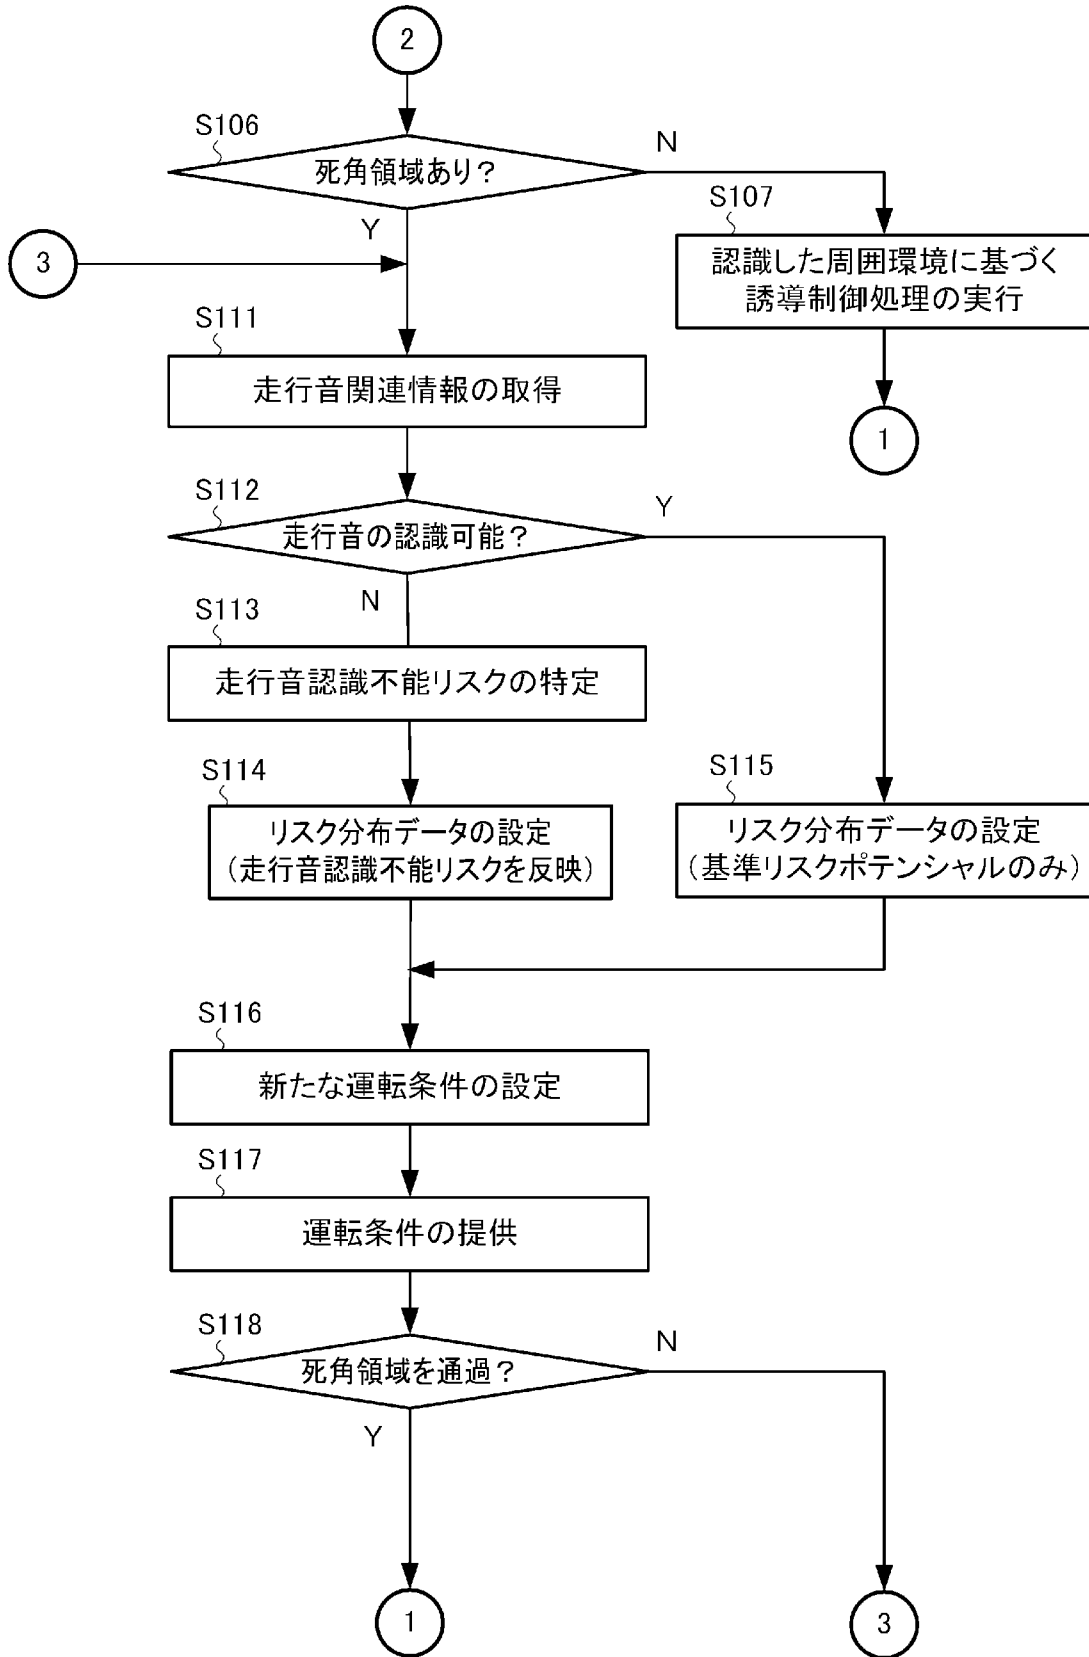 2
S106
死角領域あり？
N
Y
S107
認識した周囲環境に基づく
誘導制御処理の実行
3
S111
走行音関連情報の取得
1
S112
走行音の認識可能？
Y
N
S113
走行音認識不能リスクの特定
S114
リスク分布データの設定
（走行音認識不能リスクを反映）
S115
リスク分布データの設定
（基準リスクポテンシャルのみ）
S116
新たな運転条件の設定
S117
運転条件の提供
S118
死角領域を通過？
N
Y
1
3